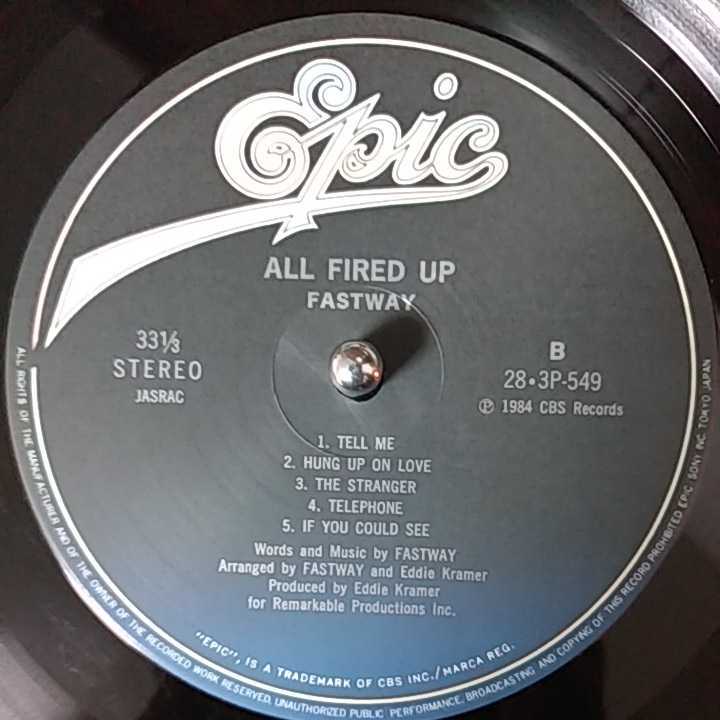 Epic
ALL FIRED UP
FASTWAY
33⅓
STEREO
JASRAC
B
28・3P-549
Ⓟ 1984 CBS Records
1. TELL ME
2. HUNG UP ON LOVE
3. THE STRANGER
4. TELEPHONE
5. IF YOU COULD SEE
Words and Music by FASTWAY
Arranged by FASTWAY and Eddie Kramer
Produced by Eddie Kramer
for Remarkable Productions Inc.
"EPIC", IS A TRADEMARK OF CBS INC./MARCA REG.
ALL RIGHTS OF THE MANUFACTURER AND OF THE OWNER OF THE RECORDED WORK RESERVED, UNAUTHORIZED PUBLIC PERFORMANCE, BROADCASTING AND COPYING OF THIS RECORD PROHIBITED EPIC, SONY INC. TOKYO JAPAN